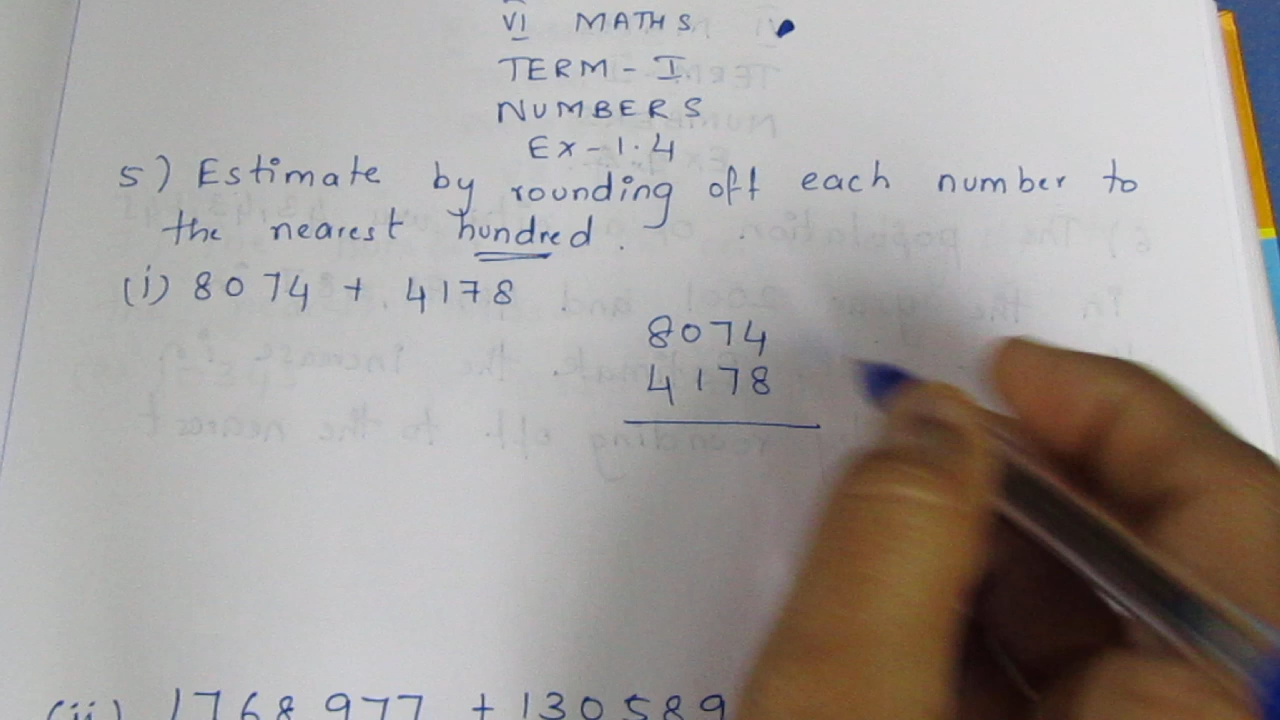 VI MATHS
TERM - I
NUMBERS
Ex - 1.4
5) Estimate by rounding off each number to
the nearest hundred.
(i) 8074 + 4178
8074
4178
(ii) 1768977 + 130589